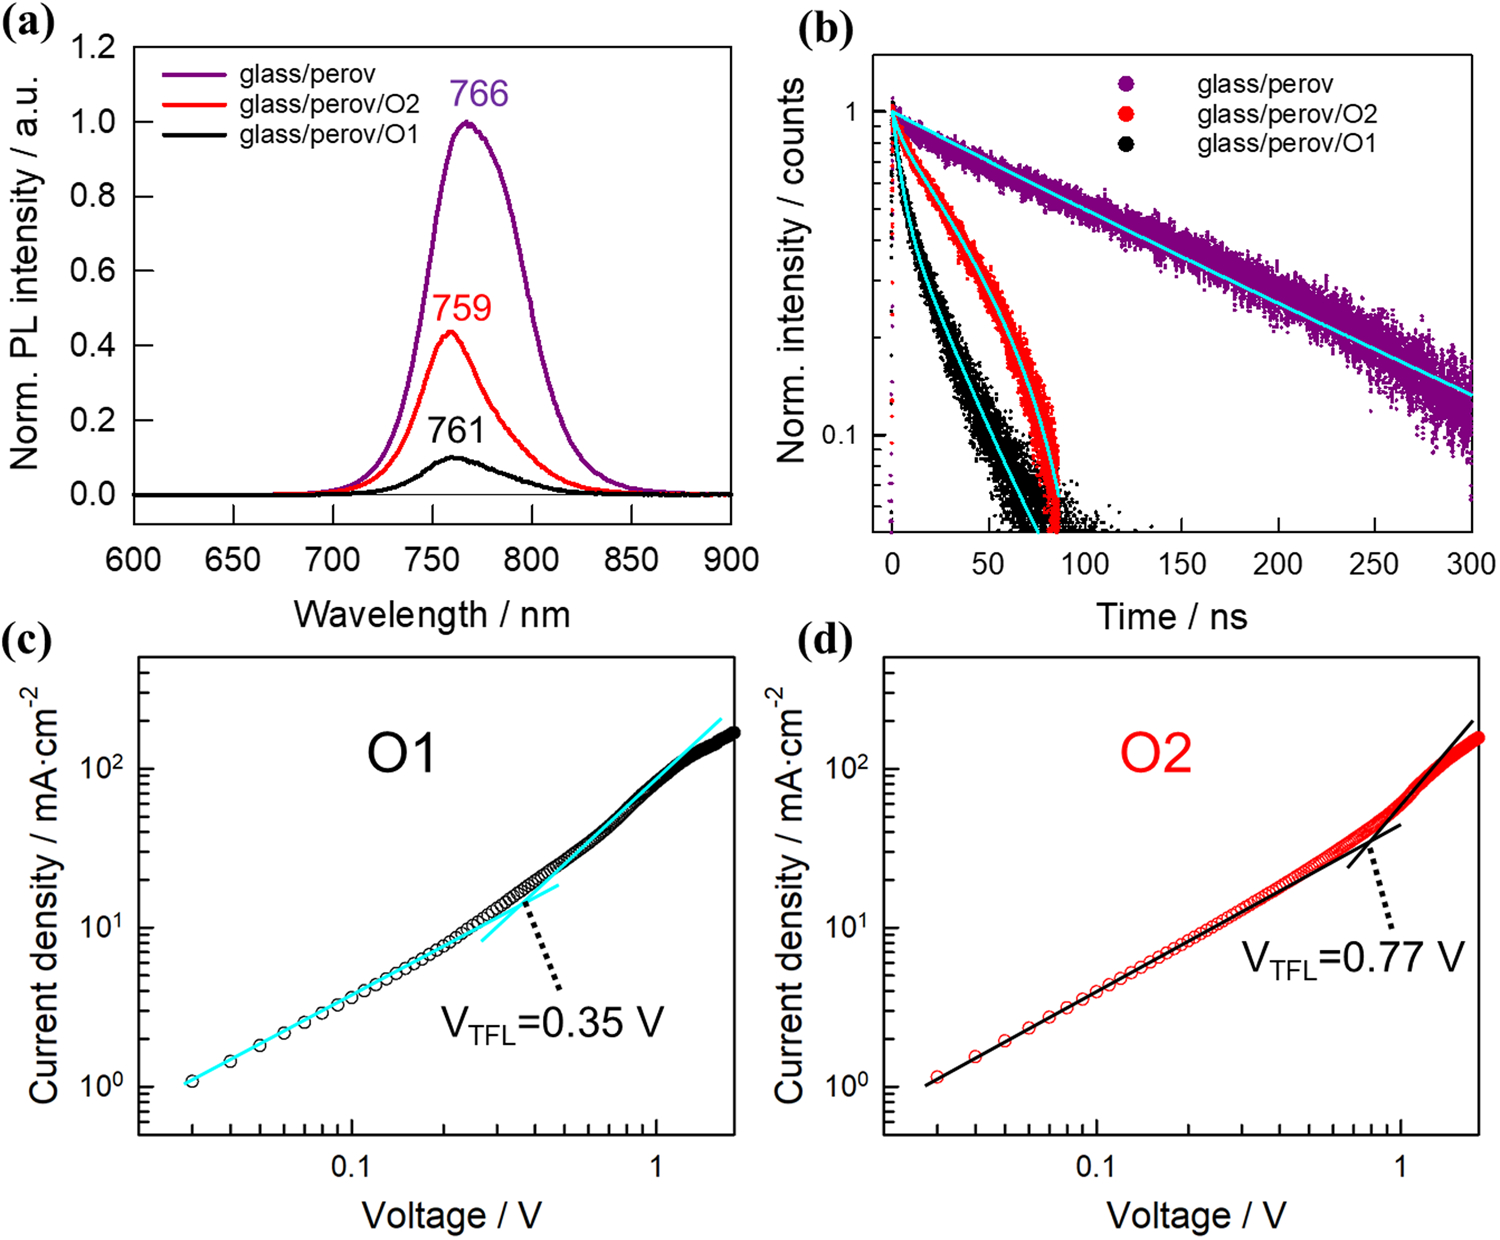 (a)
Norm. PL intensity / a.u.
1.2
1.0
0.8
0.6
0.4
0.2
0.0
glass/perov
glass/perov/O2
glass/perov/O1
766
759
761
600 650 700 750 800 850 900
Wavelength / nm
(b)
Norm. intensity / counts
1
0.1
glass/perov
glass/perov/O2
glass/perov/O1
0 50 100 150 200 250 300
Time / ns
(c)
Current density / mA·cm⁻²
10²
10¹
10⁰
O1
V_TFL=0.35 V
0.1 1
Voltage / V
(d)
Current density / mA·cm⁻²
10²
10¹
10⁰
O2
V_TFL=0.77 V
0.1 1
Voltage / V